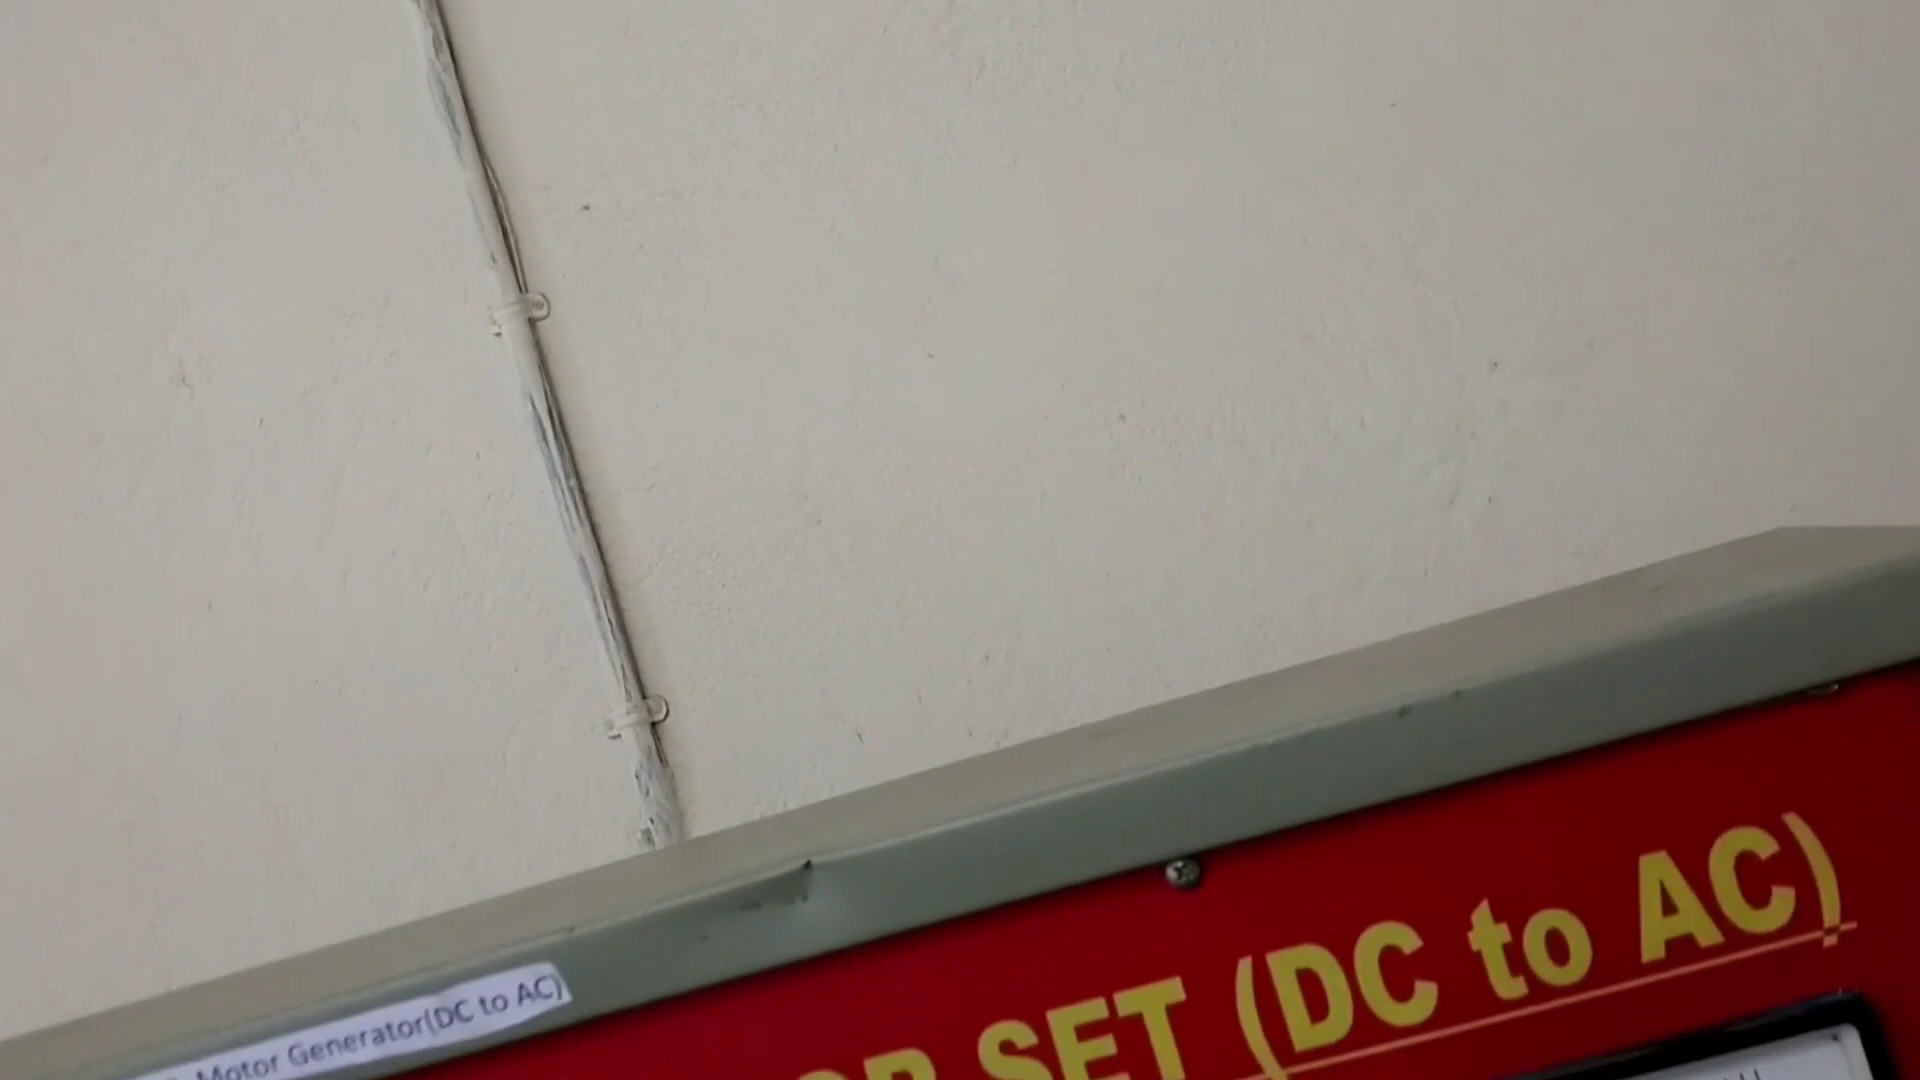 Motor Generator(DC to AC)
SET (DC to AC)